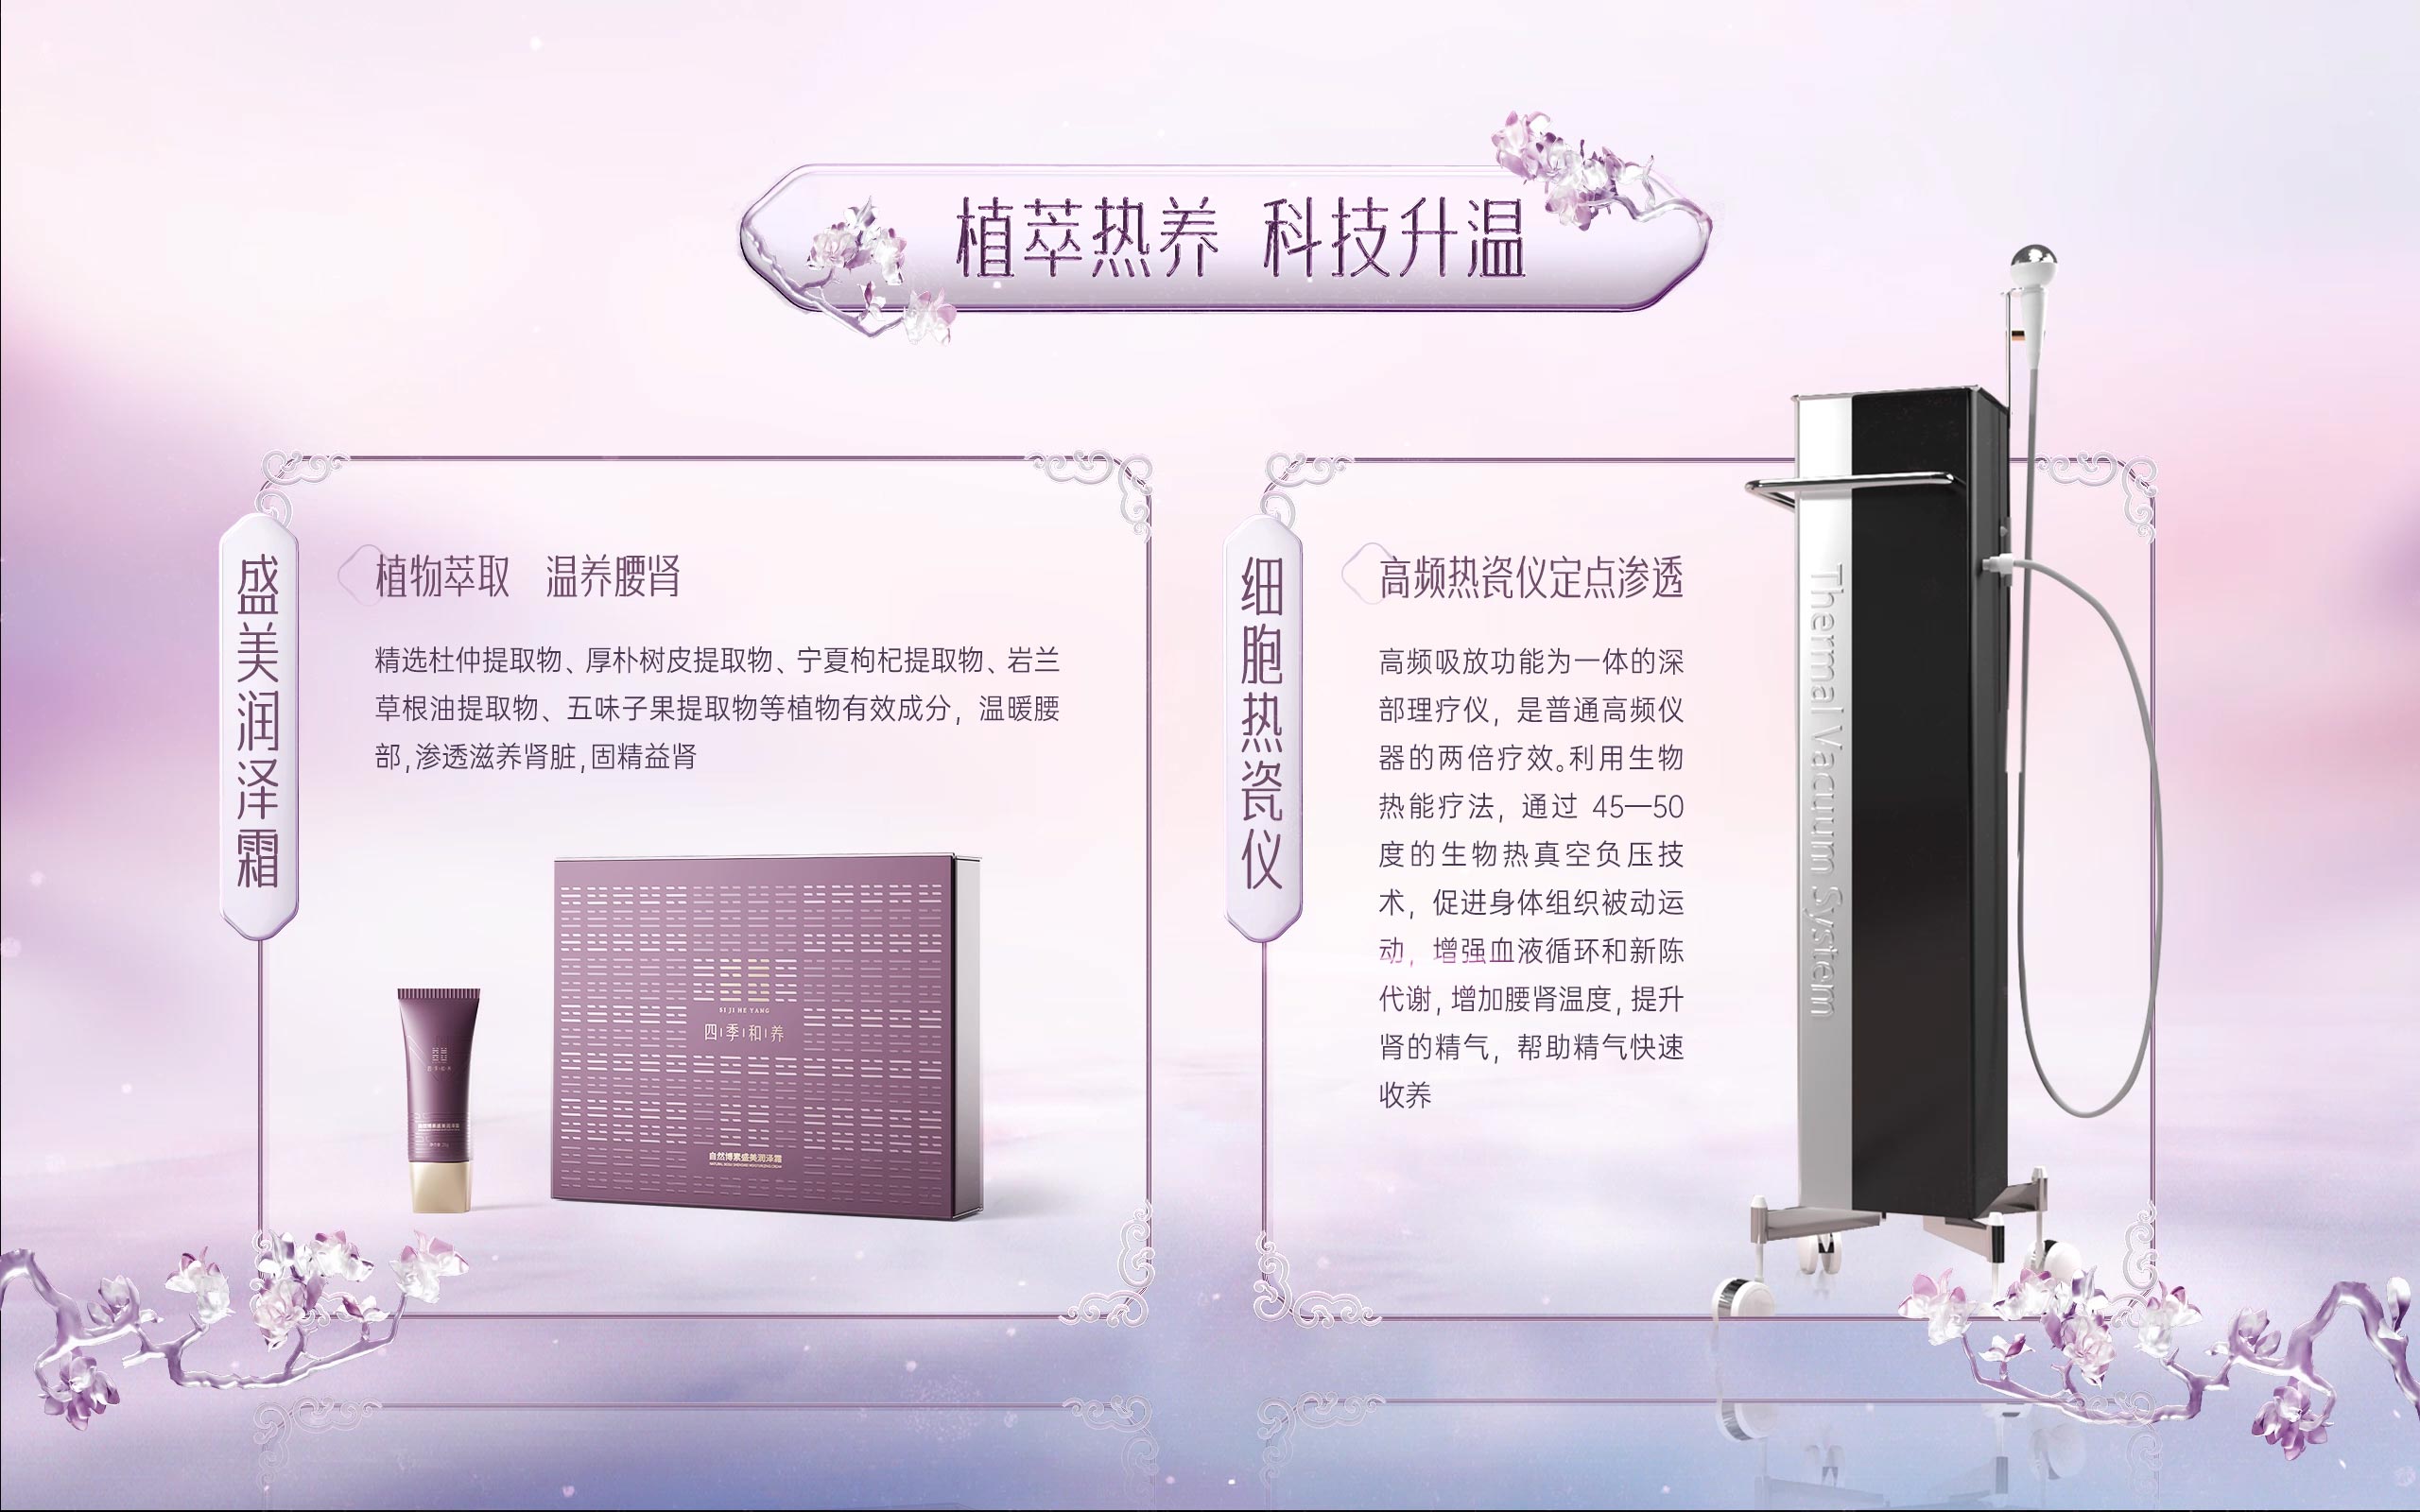 植萃热养 科技升温
盛美润泽霜
植物萃取 温养腰肾
精选杜仲提取物、厚朴树皮提取物、宁夏枸杞提取物、岩兰
草根油提取物、五味子果提取物等植物有效成分，温暖腰
部,渗透滋养肾脏,固精益肾
SI JI HE YANG
四季和养
自然博素盛美润泽霜
细胞热瓷仪
高频热瓷仪定点渗透
高频吸放功能为一体的深
部理疗仪，是普通高频仪
器的两倍疗效。利用生物
热能疗法，通过 45—50
度的生物热真空负压技
术，促进身体组织被动运
动，增强血液循环和新陈
代谢, 增加腰肾温度, 提升
肾的精气，帮助精气快速
收养
Thermal Vacuum System